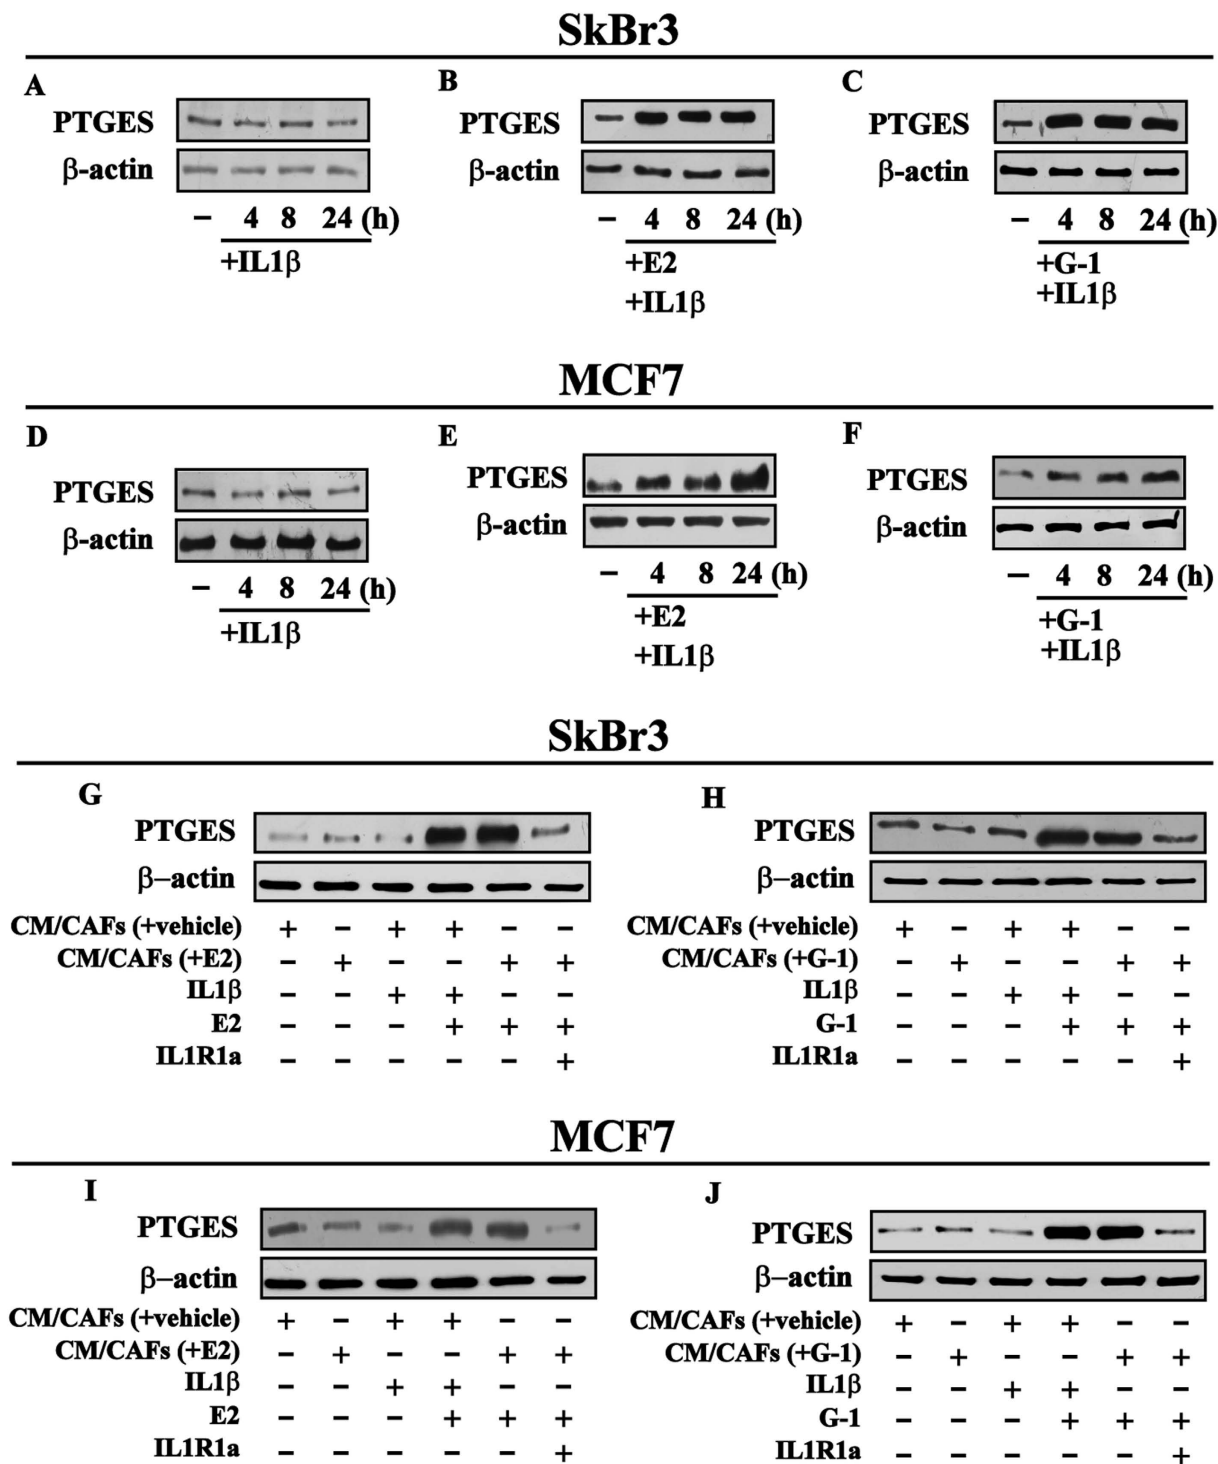 SkBr3
A B C
PTGES PTGES PTGES
β-actin β-actin β-actin
– 4 8 24 (h) – 4 8 24 (h) – 4 8 24 (h)
+IL1β +E2 +G-1
+IL1β +IL1β
MCF7
D E F
PTGES PTGES PTGES
β-actin β-actin β-actin
– 4 8 24 (h) – 4 8 24 (h) – 4 8 24 (h)
+IL1β +E2 +G-1
+IL1β +IL1β
SkBr3
G H
PTGES PTGES
β–actin β–actin
CM/CAFs (+vehicle) + – + + – – CM/CAFs (+vehicle) + – + + – –
CM/CAFs (+E2) – + – – + + CM/CAFs (+G-1) – + – – + +
IL1β – – + + – – IL1β – – + + – –
E2 – – – + + + G-1 – – – + + +
IL1R1a – – – – – + IL1R1a – – – – – +
MCF7
I J
PTGES PTGES
β–actin β–actin
CM/CAFs (+vehicle) + – + + – – CM/CAFs (+vehicle) + – + + – –
CM/CAFs (+E2) – + – – + + CM/CAFs (+G-1) – + – – + +
IL1β – – + + – – IL1β – – + + – –
E2 – – – + + + G-1 – – – + + +
IL1R1a – – – – – + IL1R1a – – – – – +